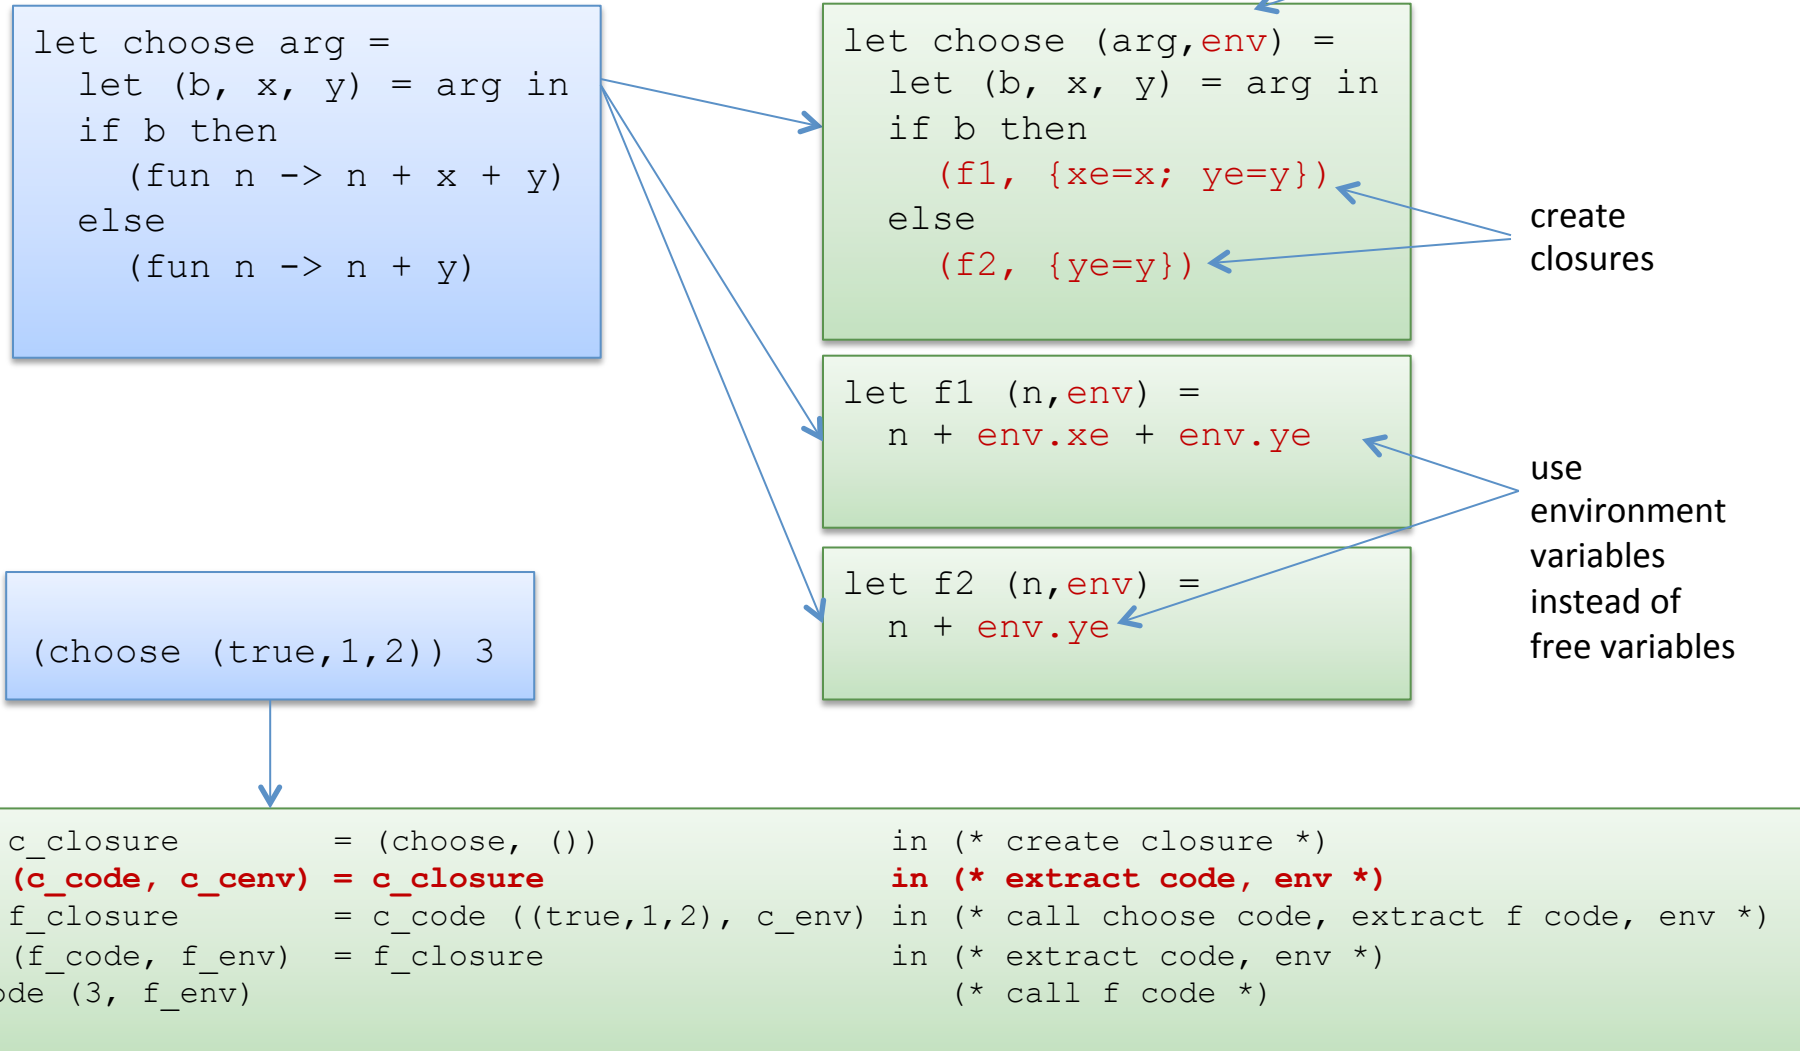 let choose arg =
  let (b, x, y) = arg in
  if b then
    (fun n -> n + x + y)
  else
    (fun n -> n + y)
let choose (arg,env) =
  let (b, x, y) = arg in
  if b then
    (f1, {xe=x; ye=y})
  else
    (f2, {ye=y})
create
closures
let f1 (n,env) =
  n + env.xe + env.ye
use
environment
variables
instead of
free variables
let f2 (n,env) =
  n + env.ye
(choose (true,1,2)) 3
c_closure = (choose, ()) in (* create closure *)
(c_code, c_cenv) = c_closure in (* extract code, env *)
f_closure = c_code ((true,1,2), c_env) in (* call choose code, extract f code, env *)
(f_code, f_env) = f_closure in (* extract code, env *)
ode (3, f_env) (* call f code *)